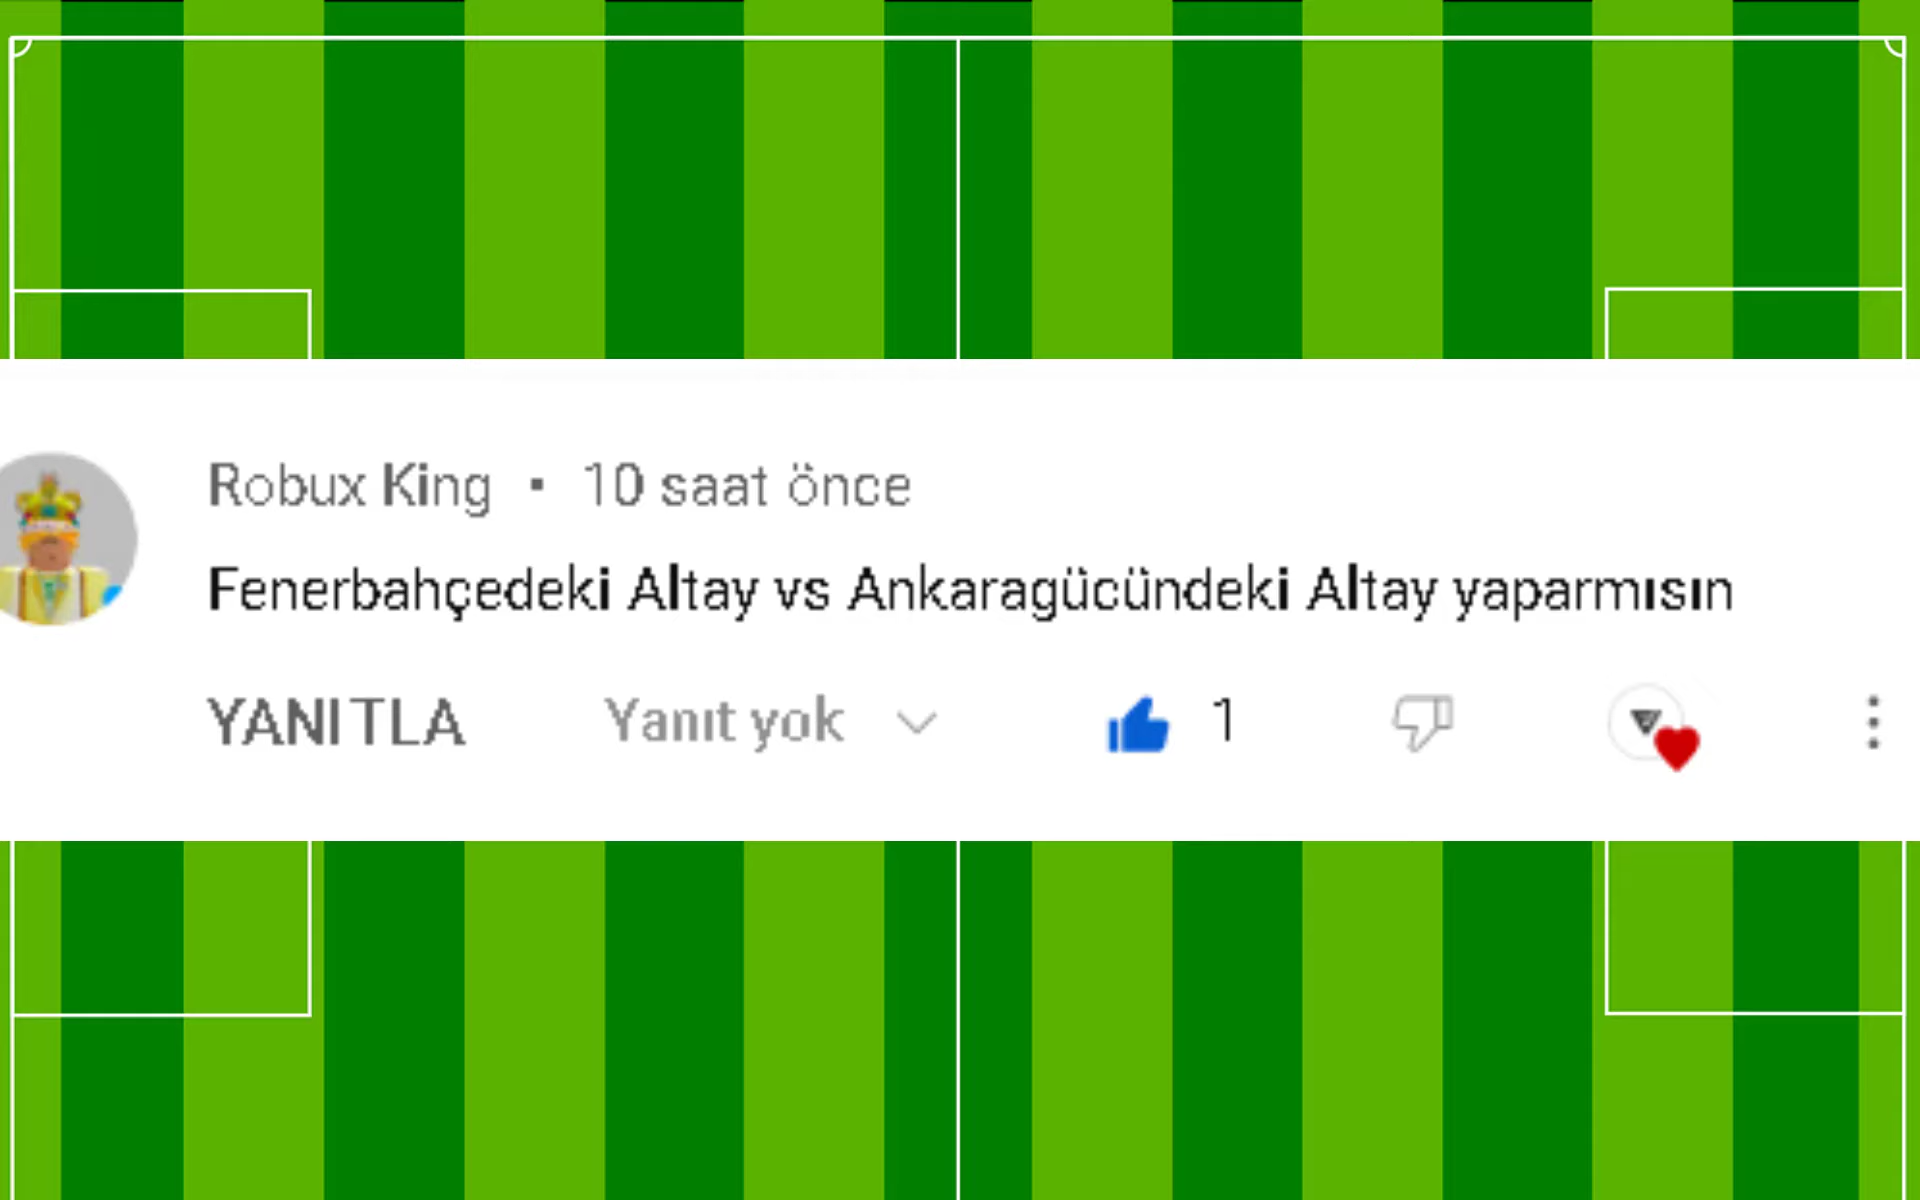 Robux King • 10 saat önce
Fenerbahçedeki Altay vs Ankaragücündeki Altay yaparmısın
YANITLA Yanıt yok 1